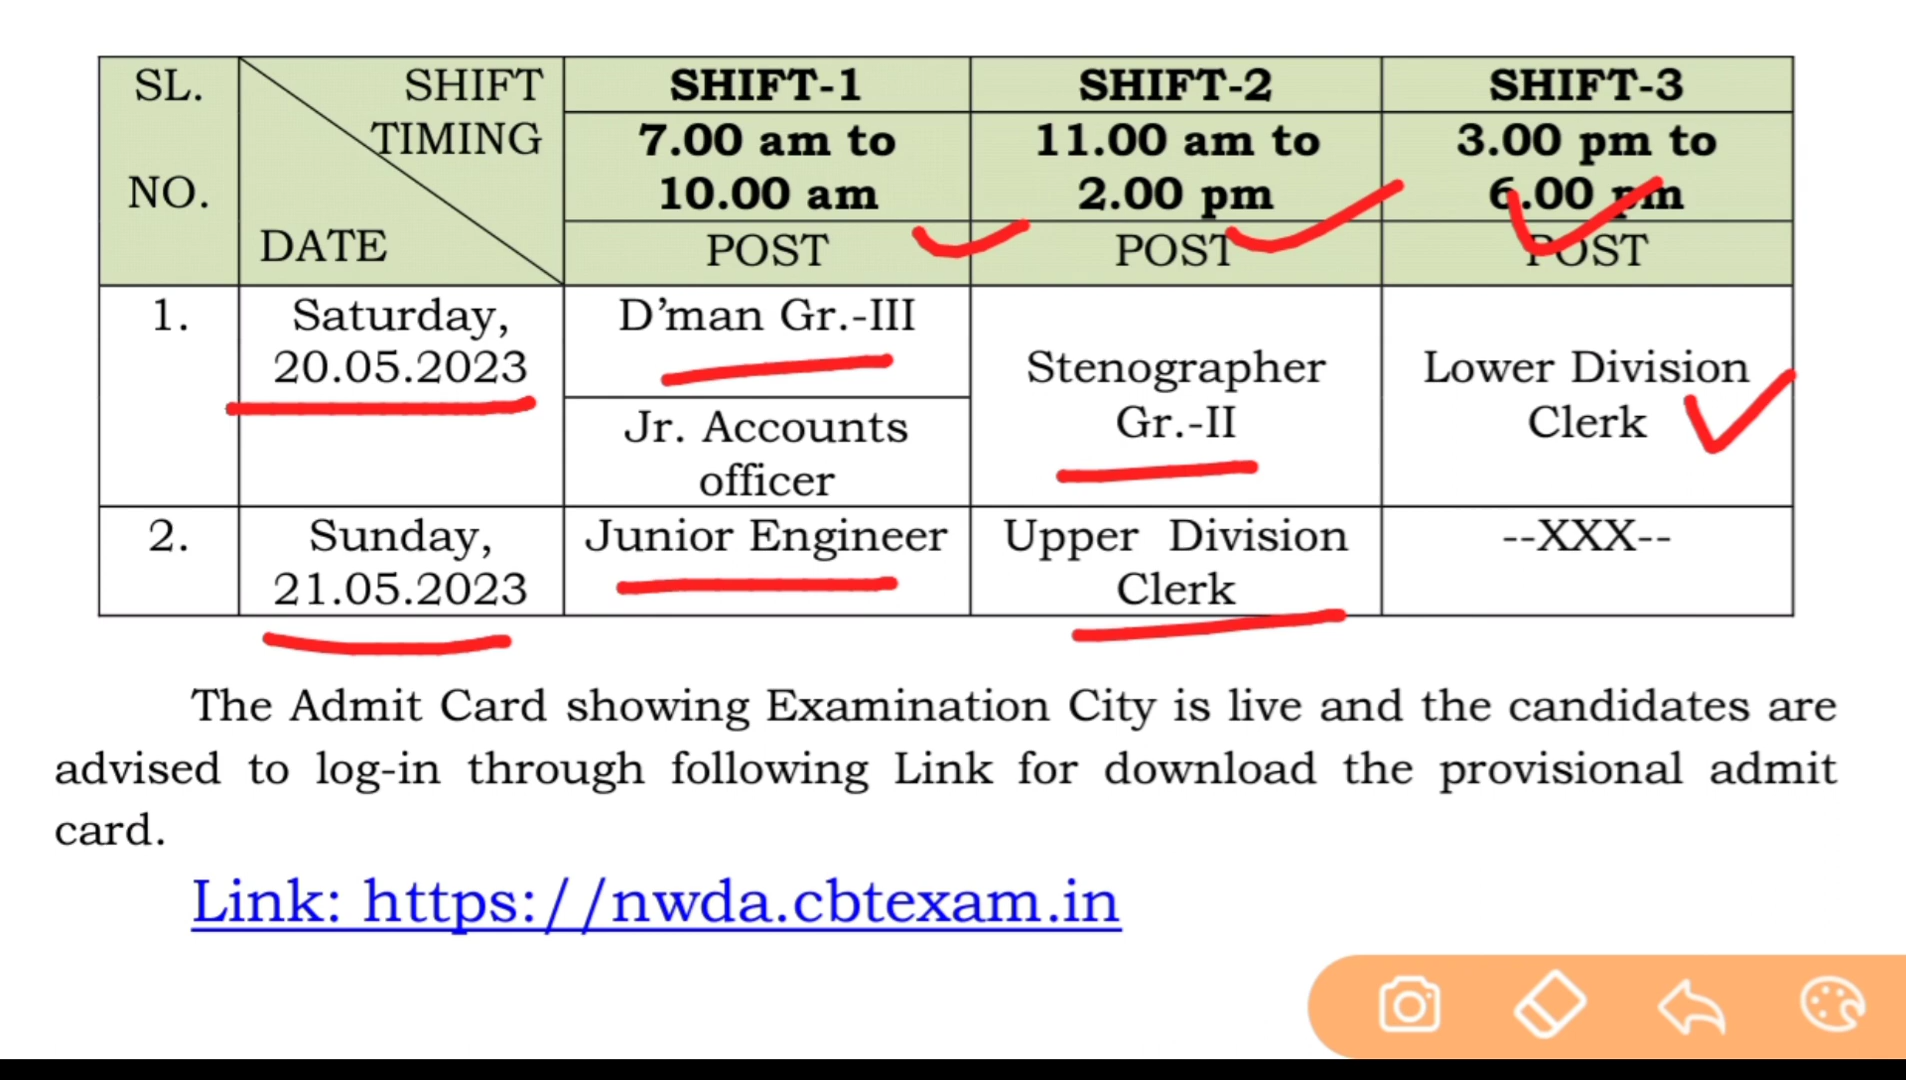 SL.
NO.
SHIFT
TIMING
DATE
SHIFT-1
SHIFT-2
SHIFT-3
7.00 am to
10.00 am
11.00 am to
2.00 pm
3.00 pm to
6.00 pm
POST
POST
POST
1.
Saturday,
20.05.2023
D’man Gr.-III
Jr. Accounts
officer
Stenographer
Gr.-II
Lower Division
Clerk
2.
Sunday,
21.05.2023
Junior Engineer
Upper Division
Clerk
--XXX--
The Admit Card showing Examination City is live and the candidates are
advised to log-in through following Link for download the provisional admit
card.
Link: https://nwda.cbtexam.in